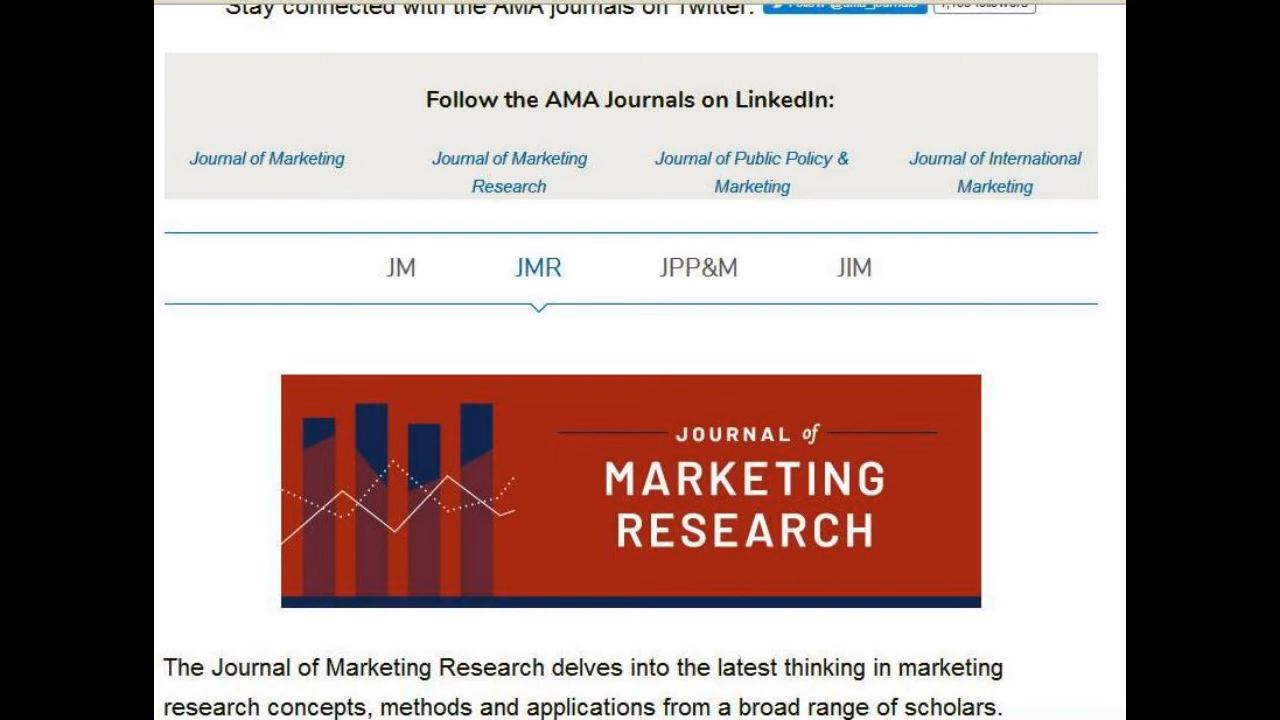 Stay connected with the AMA journals on Twitter:
Follow the AMA Journals on LinkedIn:
Journal of Marketing
Journal of Marketing
Research
Journal of Public Policy &
Marketing
Journal of International
Marketing
JM JMR JPP&M JIM
JOURNAL of
MARKETING
RESEARCH
The Journal of Marketing Research delves into the latest thinking in marketing
research concepts, methods and applications from a broad range of scholars.